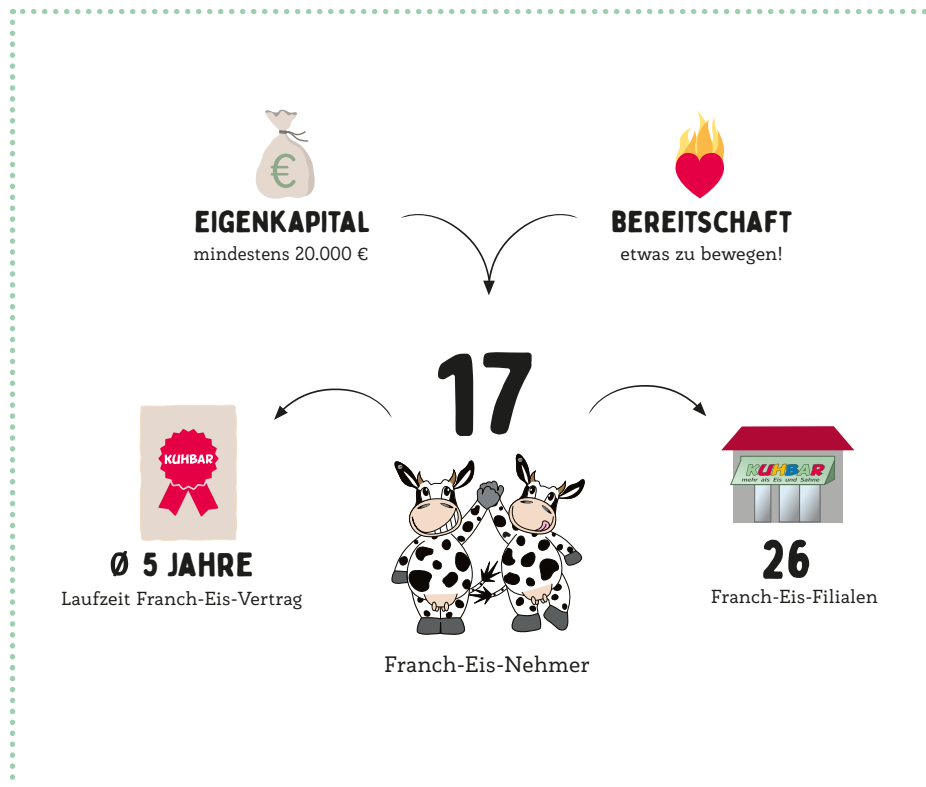 €
EIGENKAPITAL
mindestens 20.000 €
BEREITSCHAFT
etwas zu bewegen!
17
KUHBAR
Ø 5 JAHRE
Laufzeit Franch-Eis-Vertrag
Franch-Eis-Nehmer
KUHBAR
mehr als Eis und Sahne
26
Franch-Eis-Filialen